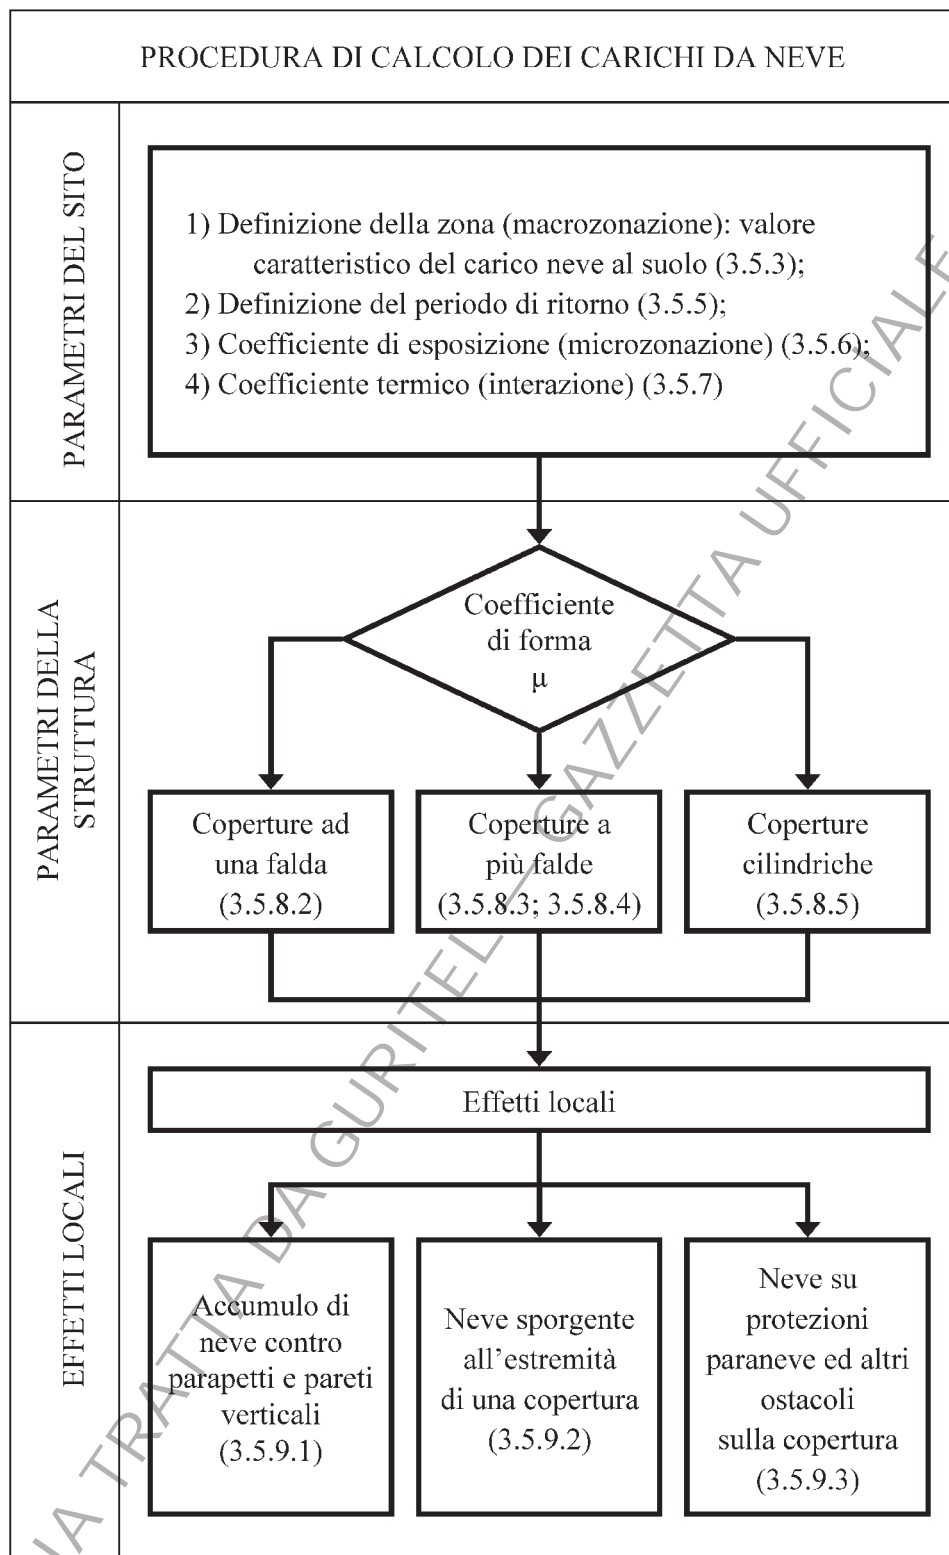 PROCEDURA DI CALCOLO DEI CARICHI DA NEVE
PARAMETRI DEL SITO
1) Definizione della zona (macrozonazione): valore
caratteristico del carico neve al suolo (3.5.3);
2) Definizione del periodo di ritorno (3.5.5);
3) Coefficiente di esposizione (microzonazione) (3.5.6);
4) Coefficiente termico (interazione) (3.5.7)
PARAMETRI DELLA
STRUTTURA
Coefficiente
di forma
μ
Coperture ad
una falda
(3.5.8.2)
Coperture a
più falde
(3.5.8.3; 3.5.8.4)
Coperture
cilindriche
(3.5.8.5)
EFFETTI LOCALI
Effetti locali
Accumulo di
neve contro
parapetti e pareti
verticali
(3.5.9.1)
Neve sporgente
all'estremità
di una copertura
(3.5.9.2)
Neve su
protezioni
paraneve ed altri
ostacoli
sulla copertura
(3.5.9.3)
TRATTA DA GURITEL — GAZZETTA UFFICIALE